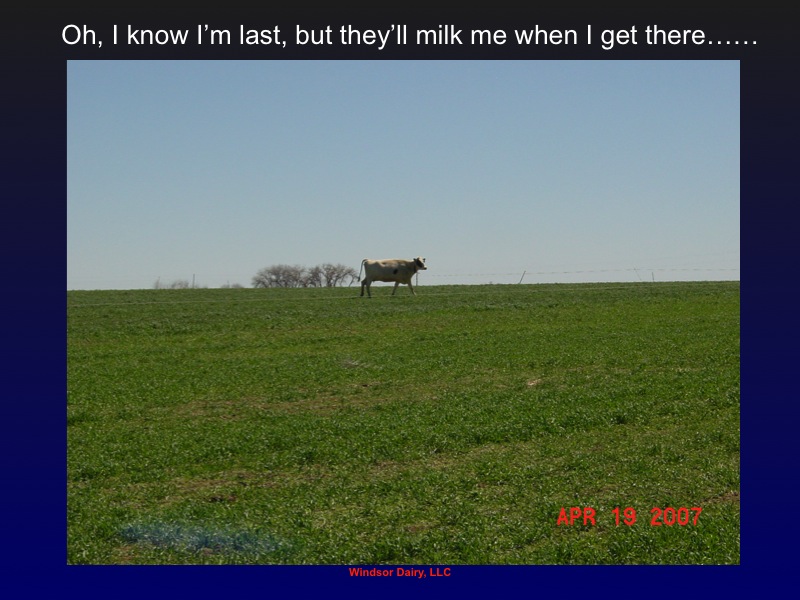 Oh, I know I’m last, but they’ll milk me when I get there……
APR 19 2007
Windsor Dairy, LLC